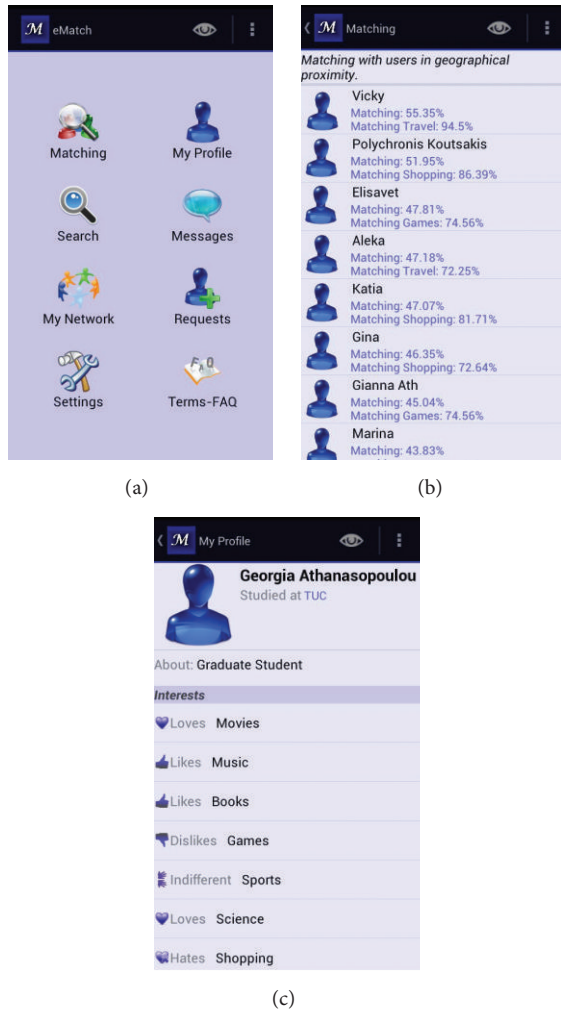 M eMatch
Matching My Profile
Search Messages
My Network Requests
FAQ
Settings Terms-FAQ
(a)
M Matching
Matching with users in geographical
proximity.
Vicky
Matching: 55.35%
Matching Travel: 94.5%
Polychronis Koutsakis
Matching: 51.95%
Matching Shopping: 86.39%
Elisavet
Matching: 47.81%
Matching Games: 74.56%
Aleka
Matching: 47.18%
Matching Travel: 72.25%
Katia
Matching: 47.07%
Matching Shopping: 81.71%
Gina
Matching: 46.35%
Matching Shopping: 72.64%
Gianna Ath
Matching: 45.04%
Matching Games: 74.56%
Marina
Matching: 43.83%
(b)
M My Profile
Georgia Athanasopoulou
Studied at TUC
About: Graduate Student
Interests
Loves Movies
Likes Music
Likes Books
Dislikes Games
Indifferent Sports
Loves Science
Hates Shopping
(c)